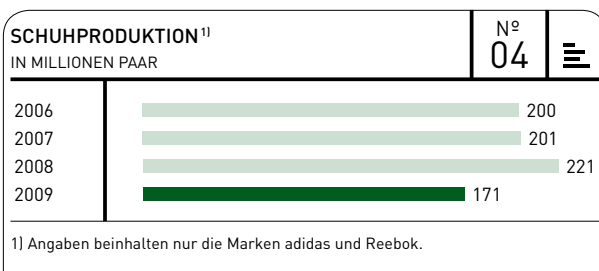 SCHUHPRODUKTION 1)
IN MILLIONEN PAAR
Nº
04
2006 200
2007 201
2008 221
2009 171
1) Angaben beinhalten nur die Marken adidas und Reebok.